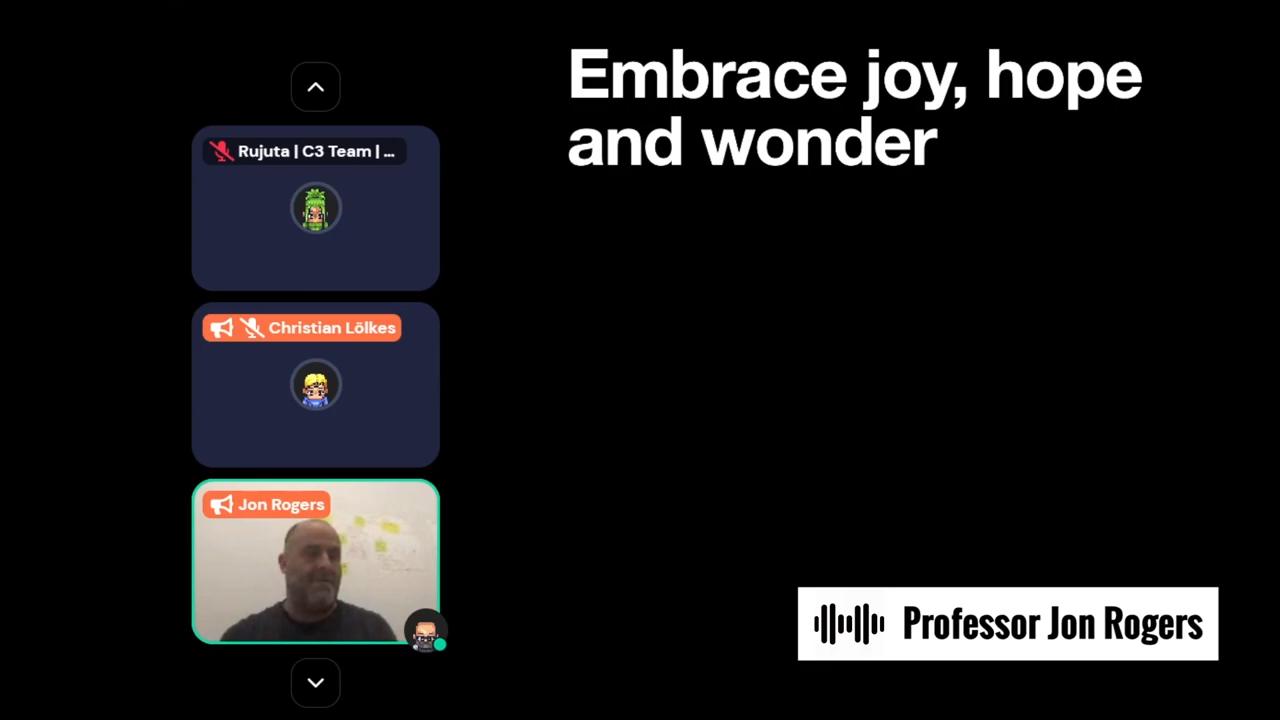 Embrace joy, hope
and wonder
Rujuta | C3 Team | ...
Christian Lölkes
Jon Rogers
Professor Jon Rogers